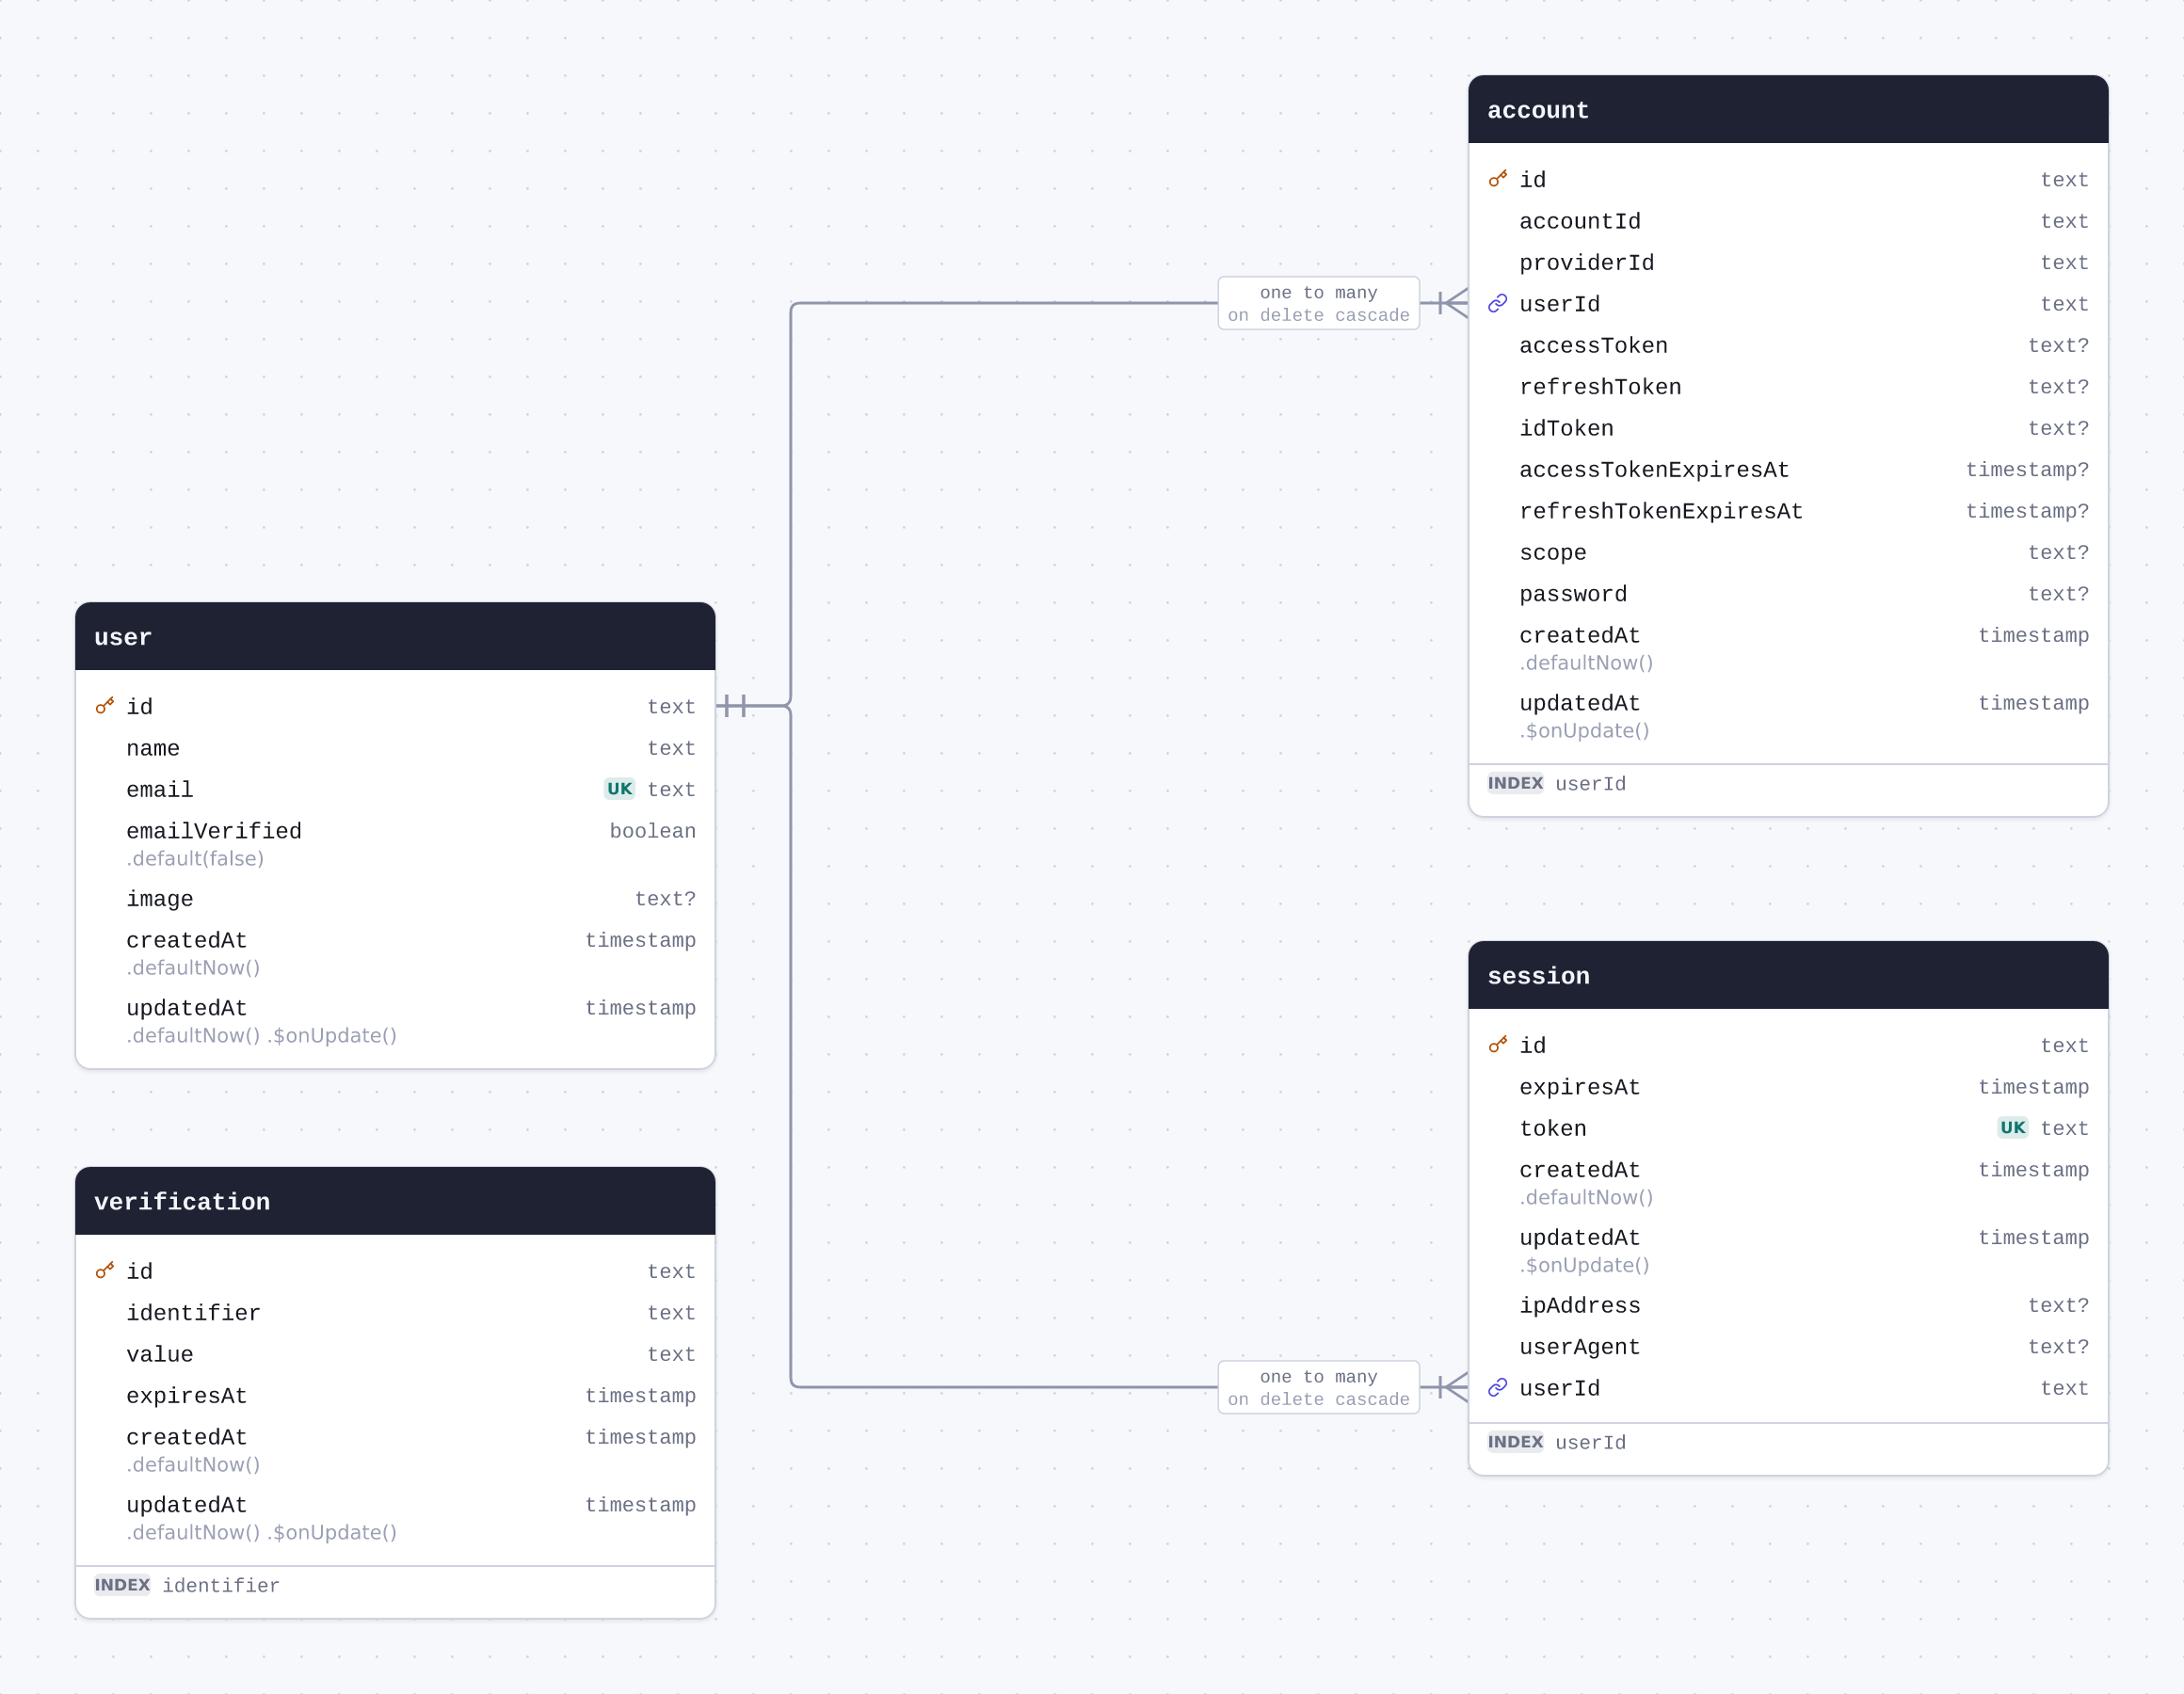 account
id text
accountId text
providerId text
userId text
accessToken text?
refreshToken text?
idToken text?
accessTokenExpiresAt timestamp?
refreshTokenExpiresAt timestamp?
scope text?
password text?
createdAt timestamp
.defaultNow()
updatedAt timestamp
.$onUpdate()
INDEX userId
one to many
on delete cascade
user
id text
name text
email UK text
emailVerified boolean
.default(false)
image text?
createdAt timestamp
.defaultNow()
updatedAt timestamp
.defaultNow() .$onUpdate()
session
id text
expiresAt timestamp
token UK text
createdAt timestamp
.defaultNow()
updatedAt timestamp
.$onUpdate()
ipAddress text?
userAgent text?
userId text
INDEX userId
one to many
on delete cascade
verification
id text
identifier text
value text
expiresAt timestamp
createdAt timestamp
.defaultNow()
updatedAt timestamp
.defaultNow() .$onUpdate()
INDEX identifier